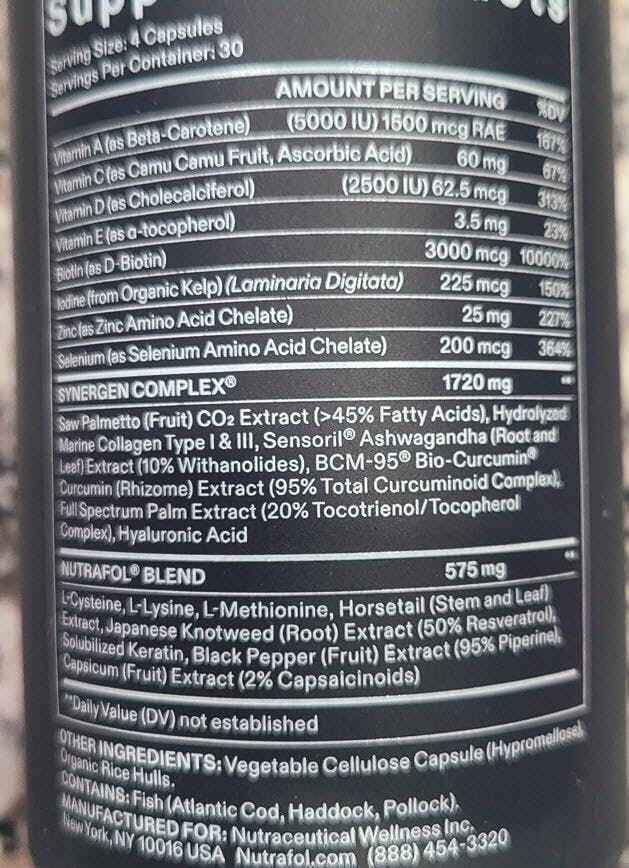 Serving Size: 4 Capsules
Servings Per Container: 30
AMOUNT PER SERVING %DV
Vitamin A (as Beta-Carotene) (5000 IU) 1500 mcg RAE 167%
Vitamin C (as Camu Camu Fruit, Ascorbic Acid) 60 mg 67%
Vitamin D (as Cholecalciferol) (2500 IU) 62.5 mcg 313%
Vitamin E (as α-tocopherol) 3.5 mg 23%
Biotin (as D-Biotin) 3000 mcg 10000%
Iodine (from Organic Kelp) (Laminaria Digitata) 225 mcg 150%
Zinc (as Zinc Amino Acid Chelate) 25 mg 227%
Selenium (as Selenium Amino Acid Chelate) 200 mcg 364%
SYNERGEN COMPLEX® 1720 mg **
Saw Palmetto (Fruit) CO2 Extract (>45% Fatty Acids), Hydrolyzed
Marine Collagen Type I & III, Sensoril® Ashwagandha (Root and
Leaf) Extract (10% Withanolides), BCM-95® Bio-Curcumin®
Curcumin (Rhizome) Extract (95% Total Curcuminoid Complex),
Full Spectrum Palm Extract (20% Tocotrienol/Tocopherol
Complex), Hyaluronic Acid
NUTRAFOL® BLEND 575 mg **
L-Cysteine, L-Lysine, L-Methionine, Horsetail (Stem and Leaf)
Extract, Japanese Knotweed (Root) Extract (50% Resveratrol),
Solubilized Keratin, Black Pepper (Fruit) Extract (95% Piperine),
Capsicum (Fruit) Extract (2% Capsaicinoids)
**Daily Value (DV) not established
OTHER INGREDIENTS: Vegetable Cellulose Capsule (Hypromellose),
Organic Rice Hulls.
CONTAINS: Fish (Atlantic Cod, Haddock, Pollock).
MANUFACTURED FOR: Nutraceutical Wellness Inc.
New York, NY 10016 USA Nutrafol.com (888) 454-3320